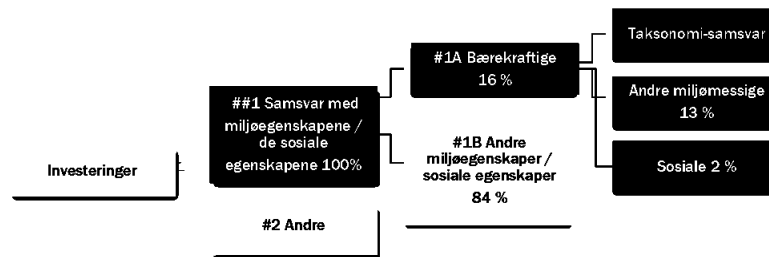 Investeringer
##1 Samsvar med
miljøegenskapene /
de sosiale
egenskapene 100%
#2 Andre
#1A Bærekraftige
16 %
#1B Andre
miljøegenskaper /
sosiale egenskaper
84 %
Taksonomi-samsvar
Andre miljømessige
13 %
Sosiale 2 %